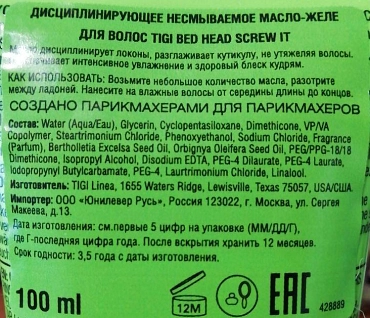 ДИСЦИПЛИНИРУЮЩЕЕ НЕСМЫВАЕМОЕ МАСЛО-ЖЕЛЕ
ДЛЯ ВОЛОС TIGI BED HEAD SCREW IT
Масло дисциплинирует локоны, разглаживает кутикулу, не утяжеляя волосы.
интенсивное увлажнение и здоровый блеск кудрям.
КАК ИСПОЛЬЗОВАТЬ: Возьмите небольшое количество масла, разотрите
между ладоней. Нанесите на влажные волосы от середины длины до концов.
СОЗДАНО ПАРИКМАХЕРАМИ ДЛЯ ПАРИКМАХЕРОВ
Состав: Water (Aqua/Eau), Glycerin, Cyclopentasiloxane, Dimethicone, VP/VA
Copolymer, Steartrimonium Chloride, Phenoxyethanol, Sodium Chloride, Fragrance
(Parfum), Bertholletia Excelsa Seed Oil, Orbignya Oleifera Seed Oil, PEG/PPG-18/18
Dimethicone, Isopropyl Alcohol, Disodium EDTA, PEG-4 Dilaurate, PEG-4 Laurate,
Iodopropynyl Butylcarbamate, PEG-4, Laurtrimonium Chloride, Linalool.
Изготовитель: TIGI Linea, 1655 Waters Ridge, Lewisville, Texas 75057, USA/США.
Импортер: ООО «Юнилевер Русь», Россия 123022, г. Москва, ул. Сергея
Макеева, д.13.
Дата изготовления: см.первые 5 цифр на упаковке (ММ/ДД/Г),
где Г-последняя цифра года. После вскрытия хранить 12 месяцев.
Срок годности: 3,5 года с даты изготовления.
100 ml
12M
EAC
428889